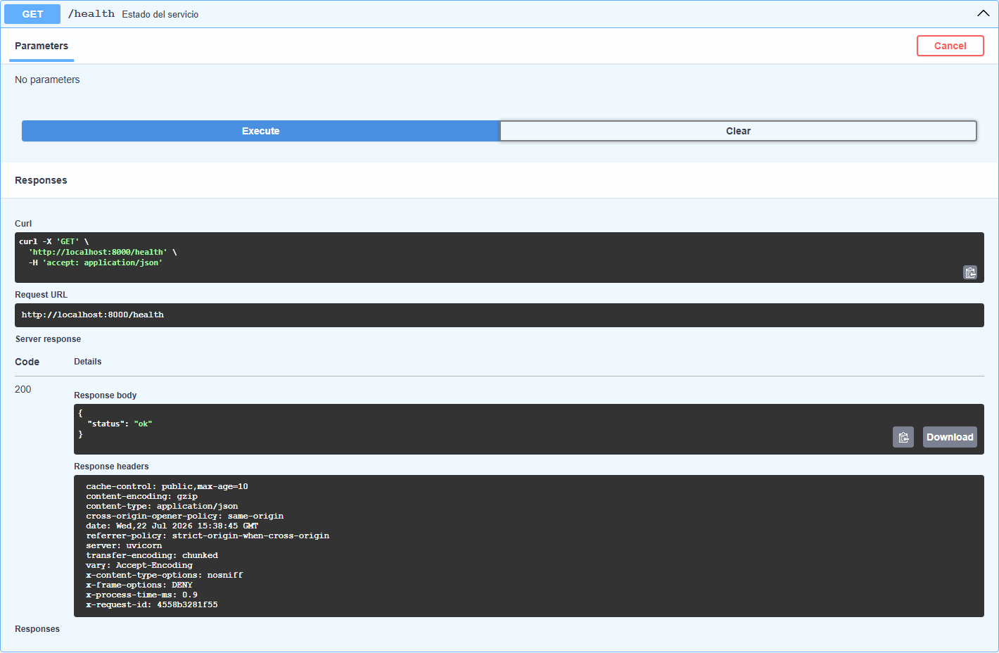 GET /health Estado del servicio
Parameters
Cancel
No parameters
Execute
Clear
Responses
Curl
curl -X 'GET' \
  'http://localhost:8000/health' \
  -H 'accept: application/json'
Request URL
http://localhost:8000/health
Server response
Code Details
200
Response body
{
  "status": "ok"
}
Download
Response headers
cache-control: public,max-age=10
content-encoding: gzip
content-type: application/json
cross-origin-opener-policy: same-origin
date: Wed,22 Jul 2026 15:38:45 GMT
referrer-policy: strict-origin-when-cross-origin
server: uvicorn
transfer-encoding: chunked
vary: Accept-Encoding
x-content-type-options: nosniff
x-frame-options: DENY
x-process-time-ms: 0.9
x-request-id: 4558b3281f55
Responses